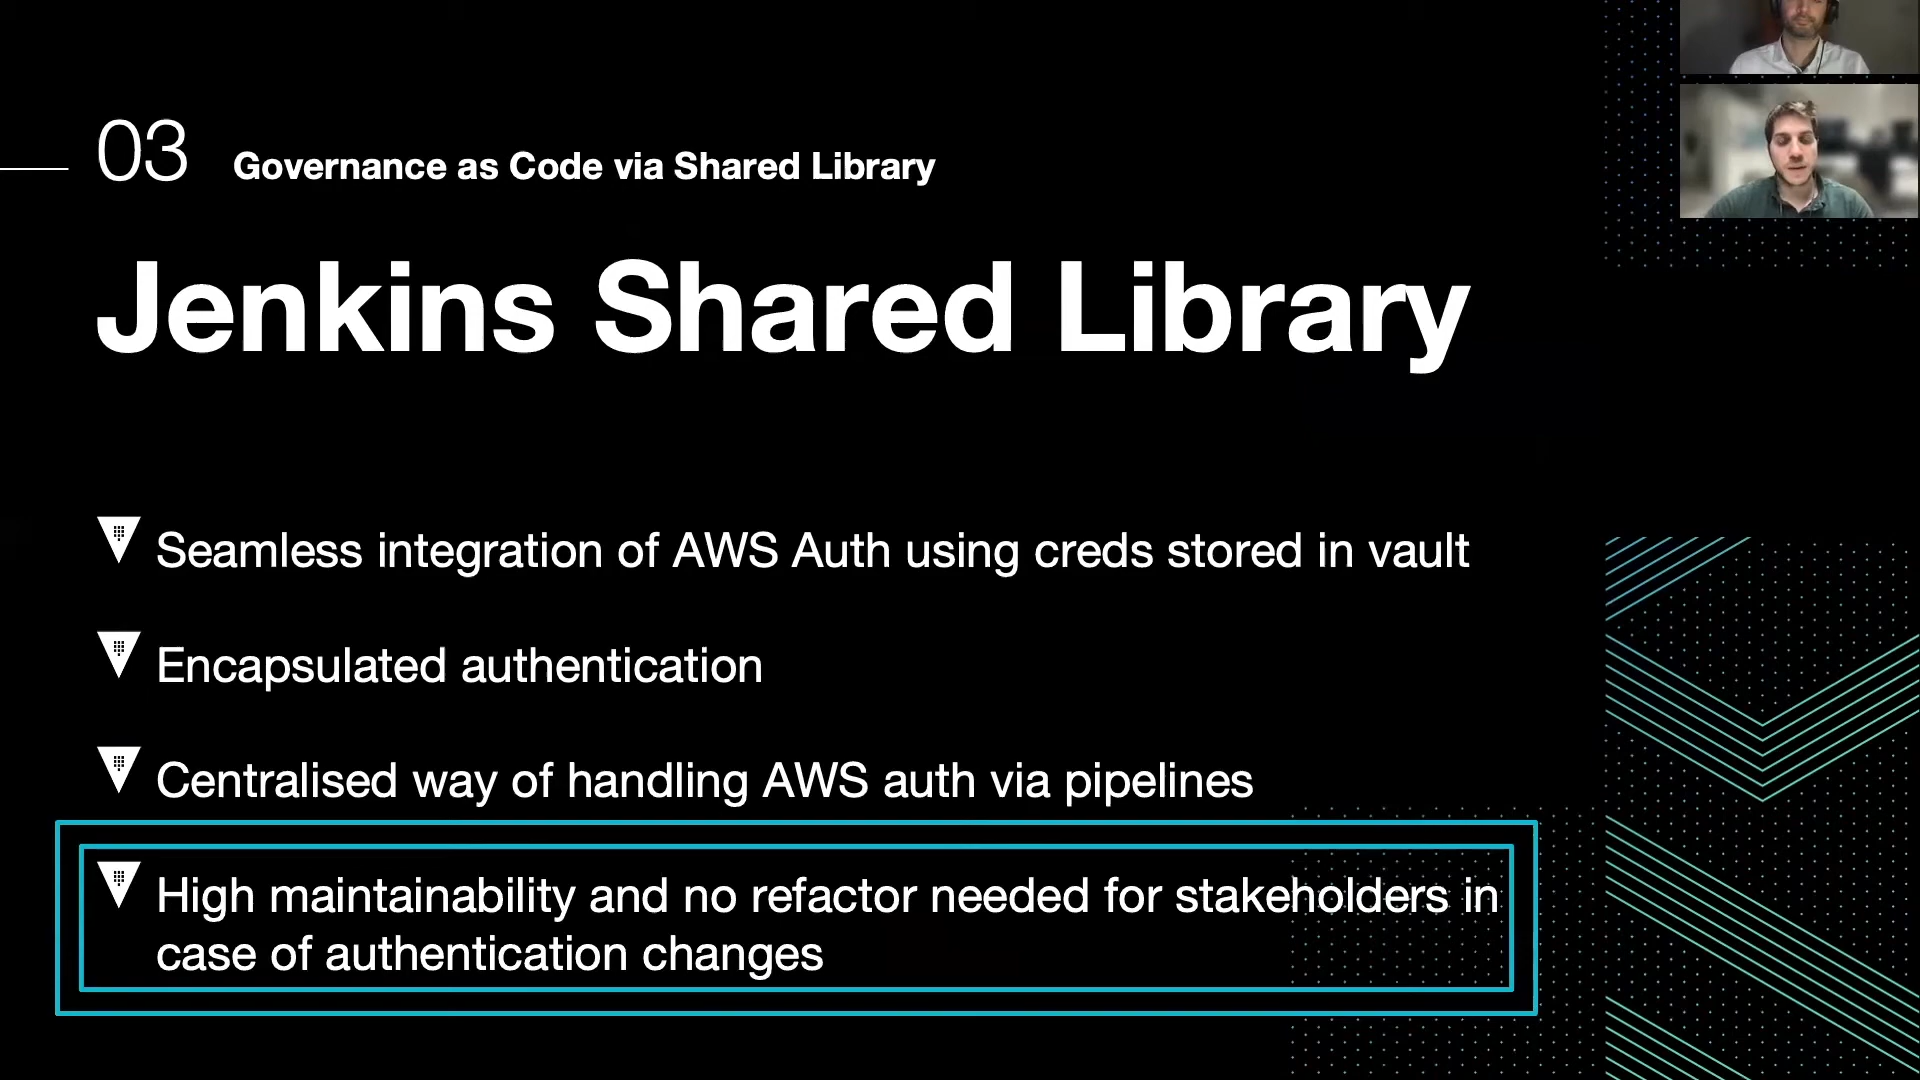 03 Governance as Code via Shared Library
Jenkins Shared Library
Seamless integration of AWS Auth using creds stored in vault
Encapsulated authentication
Centralised way of handling AWS auth via pipelines
High maintainability and no refactor needed for stakeholders in
case of authentication changes